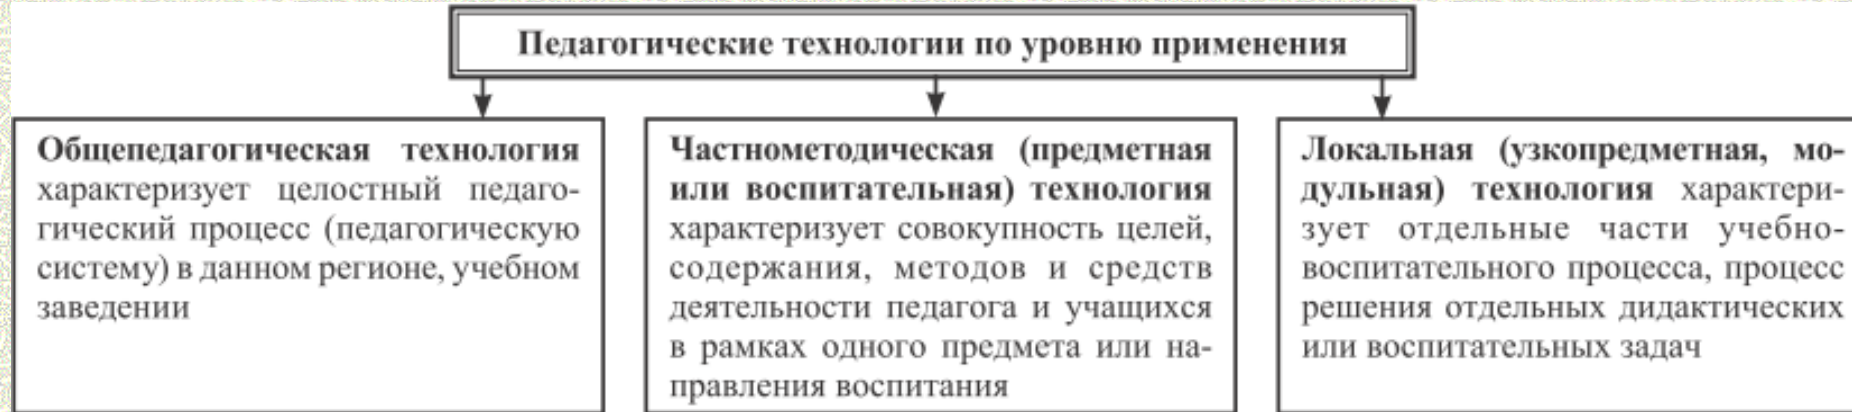 Педагогические технологии по уровню применения
Общепедагогическая технология
характеризует целостный педаго-
гический процесс (педагогическую
систему) в данном регионе, учебном
заведении
Частнометодическая (предметная
или воспитательная) технология
характеризует совокупность целей,
содержания, методов и средств
деятельности педагога и учащихся
в рамках одного предмета или на-
правления воспитания
Локальная (узкопредметная, мо-
дульная) технология характери-
зует отдельные части учебно-
воспитательного процесса, процесс
решения отдельных дидактических
или воспитательных задач